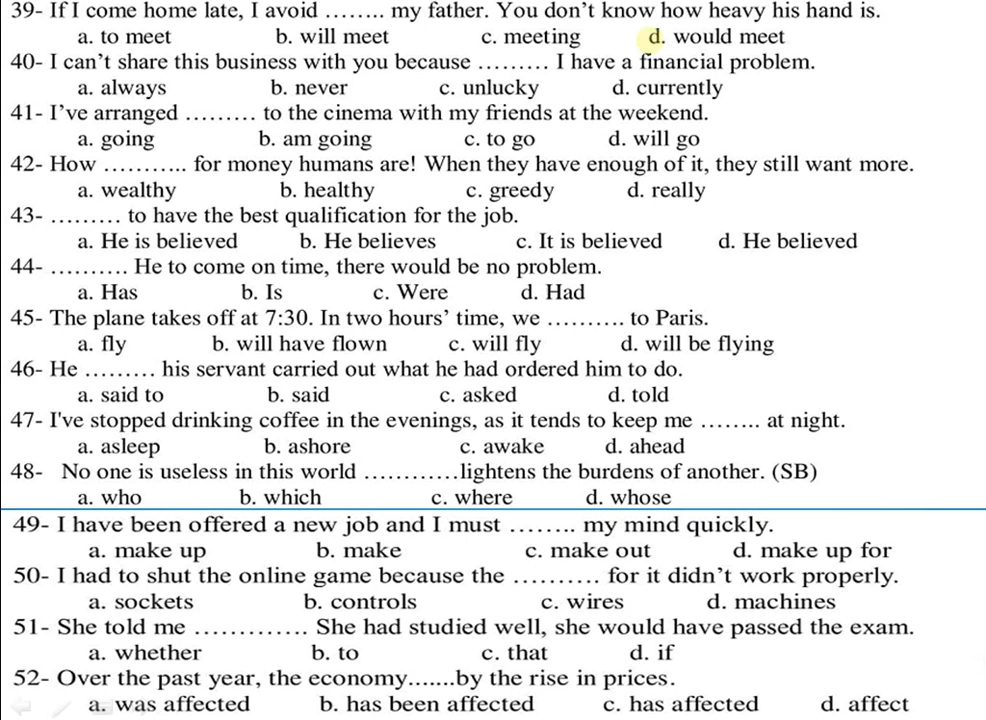 39- If I come home late, I avoid …….. my father. You don't know how heavy his hand is.
a. to meet b. will meet c. meeting d. would meet
40- I can't share this business with you because ……… I have a financial problem.
a. always b. never c. unlucky d. currently
41- I've arranged ……… to the cinema with my friends at the weekend.
a. going b. am going c. to go d. will go
42- How ……….. for money humans are! When they have enough of it, they still want more.
a. wealthy b. healthy c. greedy d. really
43- ……… to have the best qualification for the job.
a. He is believed b. He believes c. It is believed d. He believed
44- ………. He to come on time, there would be no problem.
a. Has b. Is c. Were d. Had
45- The plane takes off at 7:30. In two hours' time, we ………. to Paris.
a. fly b. will have flown c. will fly d. will be flying
46- He ……… his servant carried out what he had ordered him to do.
a. said to b. said c. asked d. told
47- I've stopped drinking coffee in the evenings, as it tends to keep me …….. at night.
a. asleep b. ashore c. awake d. ahead
48- No one is useless in this world …………lightens the burdens of another. (SB)
a. who b. which c. where d. whose
49- I have been offered a new job and I must …….. my mind quickly.
a. make up b. make c. make out d. make up for
50- I had to shut the online game because the ………. for it didn't work properly.
a. sockets b. controls c. wires d. machines
51- She told me …………. She had studied well, she would have passed the exam.
a. whether b. to c. that d. if
52- Over the past year, the economy…….by the rise in prices.
a. was affected b. has been affected c. has affected d. affect